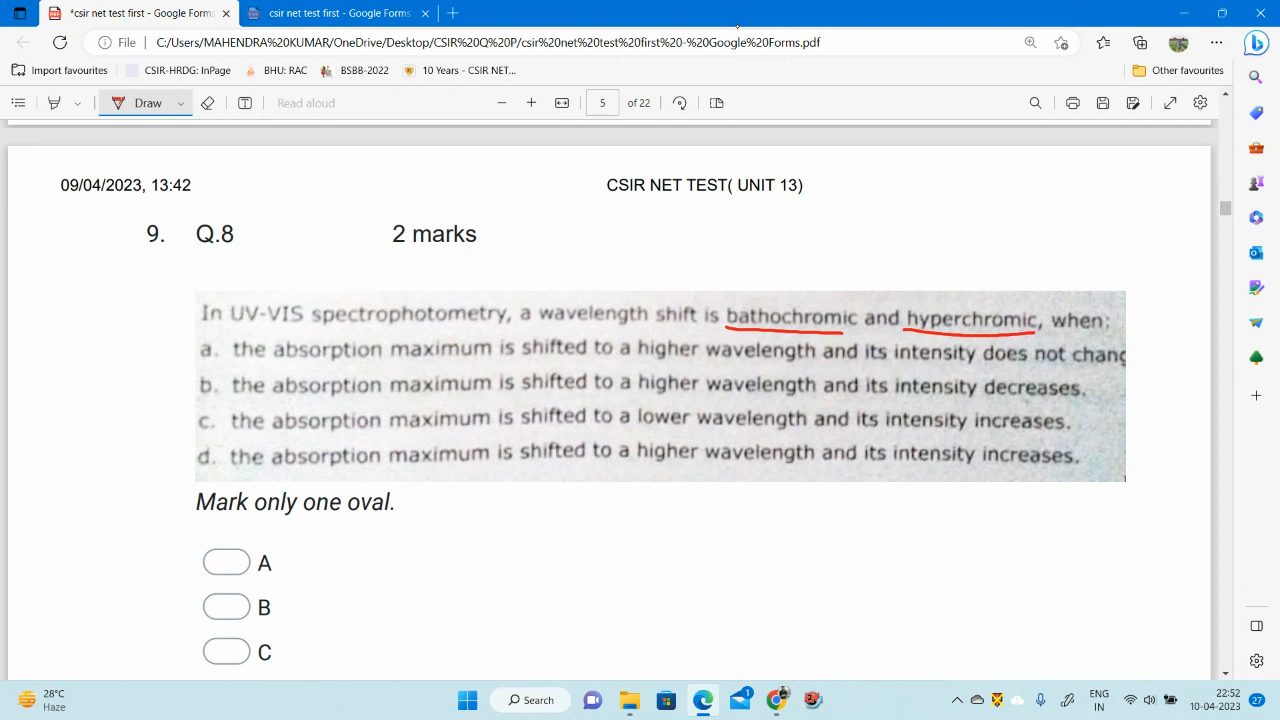 *csir net test first - Google Forms
csir net test first - Google Forms
File
C:/Users/MAHENDRA%20KUMAR/OneDrive/Desktop/CSIR%20Q%20P/csir%20net%20test%20first%20-%20Google%20Forms.pdf
Import favourites
CSIR-HRDG: InPage
BHU: RAC
BSBB-2022
10 Years - CSIR NET...
Other favourites
Draw
Read aloud
5
of 22
09/04/2023, 13:42
CSIR NET TEST( UNIT 13)
9. Q.8 2 marks
In UV-VIS spectrophotometry, a wavelength shift is bathochromic and hyperchromic, when:
a. the absorption maximum is shifted to a higher wavelength and its intensity does not chang
b. the absorption maximum is shifted to a higher wavelength and its intensity decreases.
c. the absorption maximum is shifted to a lower wavelength and its intensity increases.
d. the absorption maximum is shifted to a higher wavelength and its intensity increases.
Mark only one oval.
A
B
C
28°C
Haze
Search
1
ENG
IN
22:52
10-04-2023
27